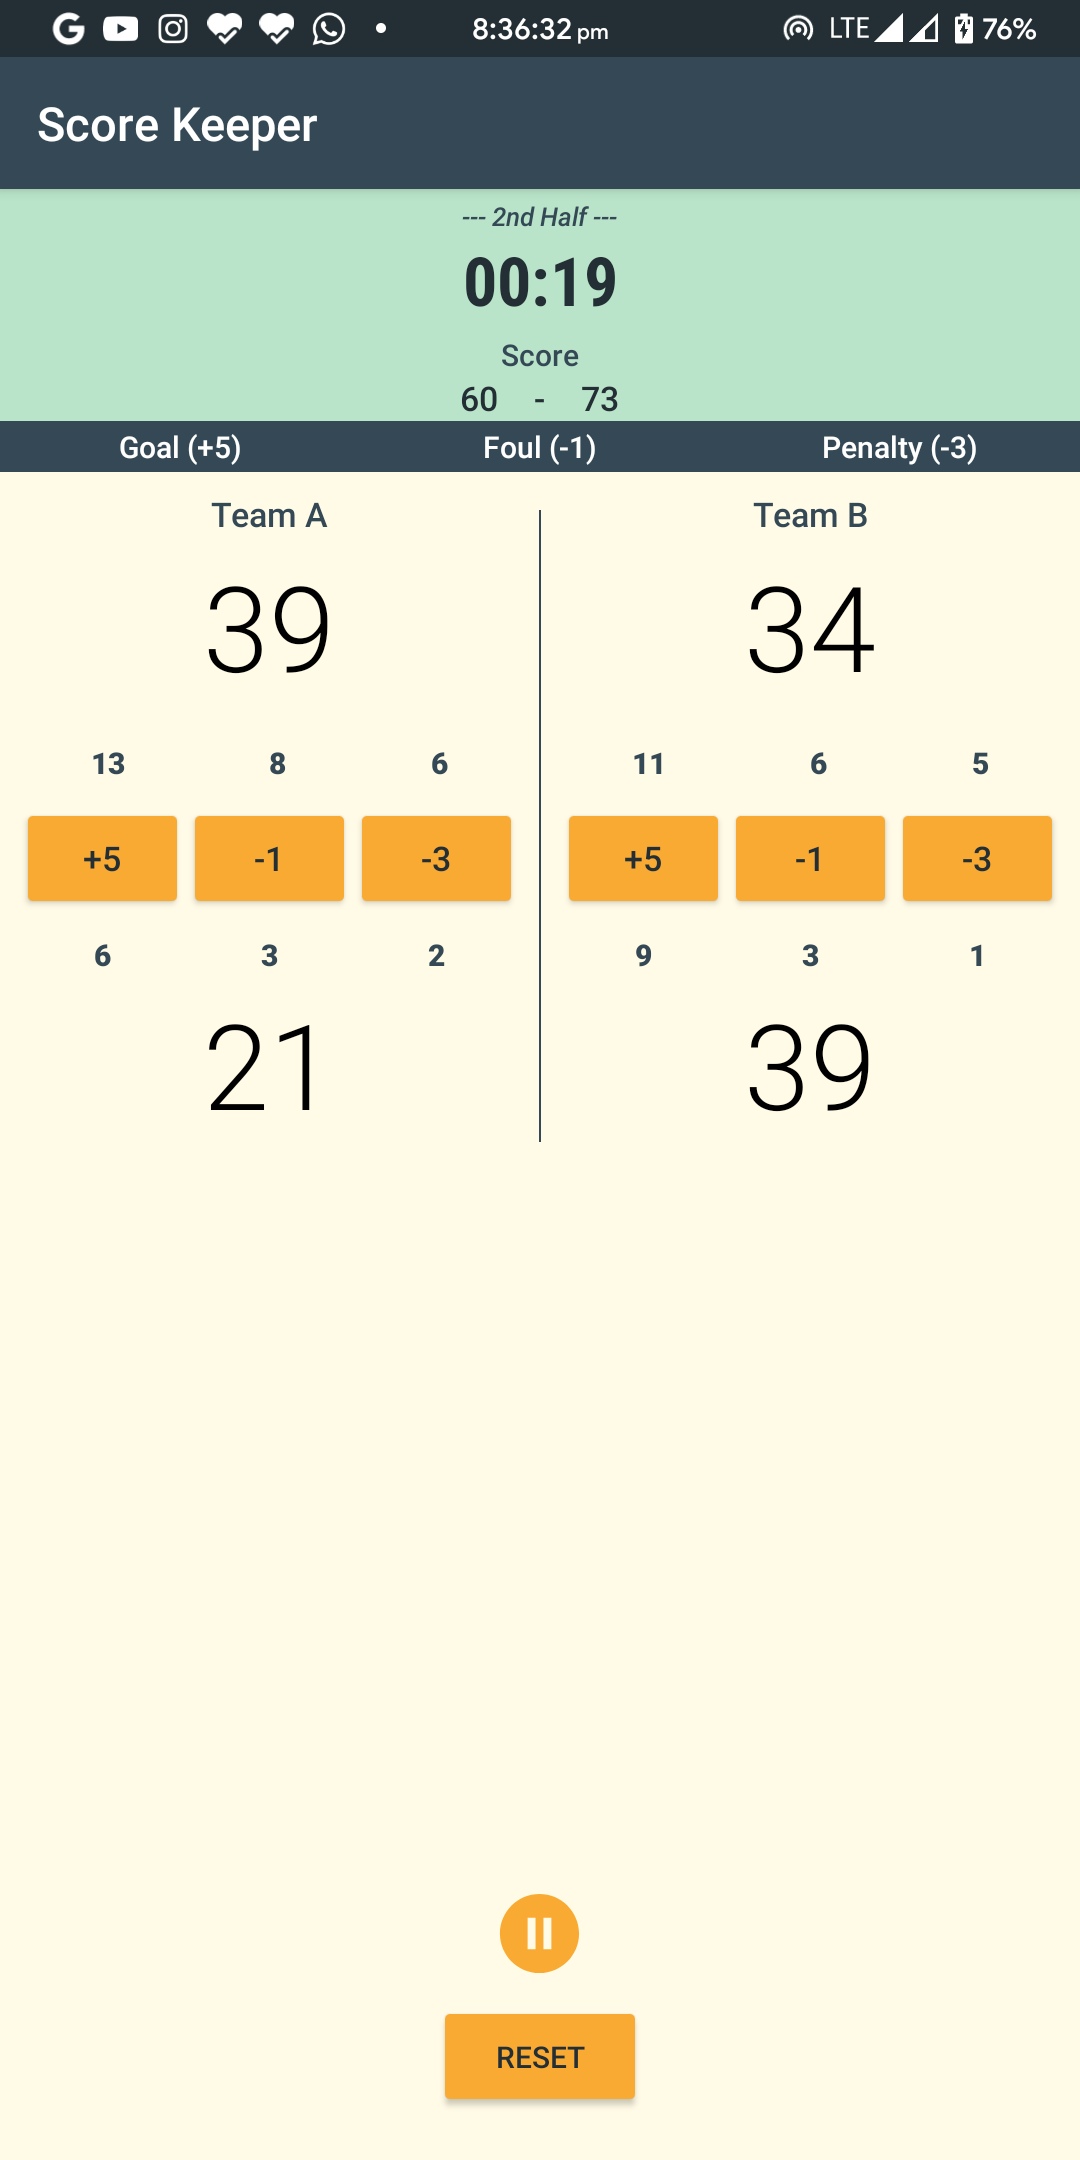 8:36:32 pm LTE 76%
Score Keeper
--- 2nd Half ---
00:19
Score
60 - 73
Goal (+5) Foul (-1) Penalty (-3)
Team A Team B
39 34
13 8 6 11 6 5
+5 -1 -3 +5 -1 -3
6 3 2 9 3 1
21 39
RESET